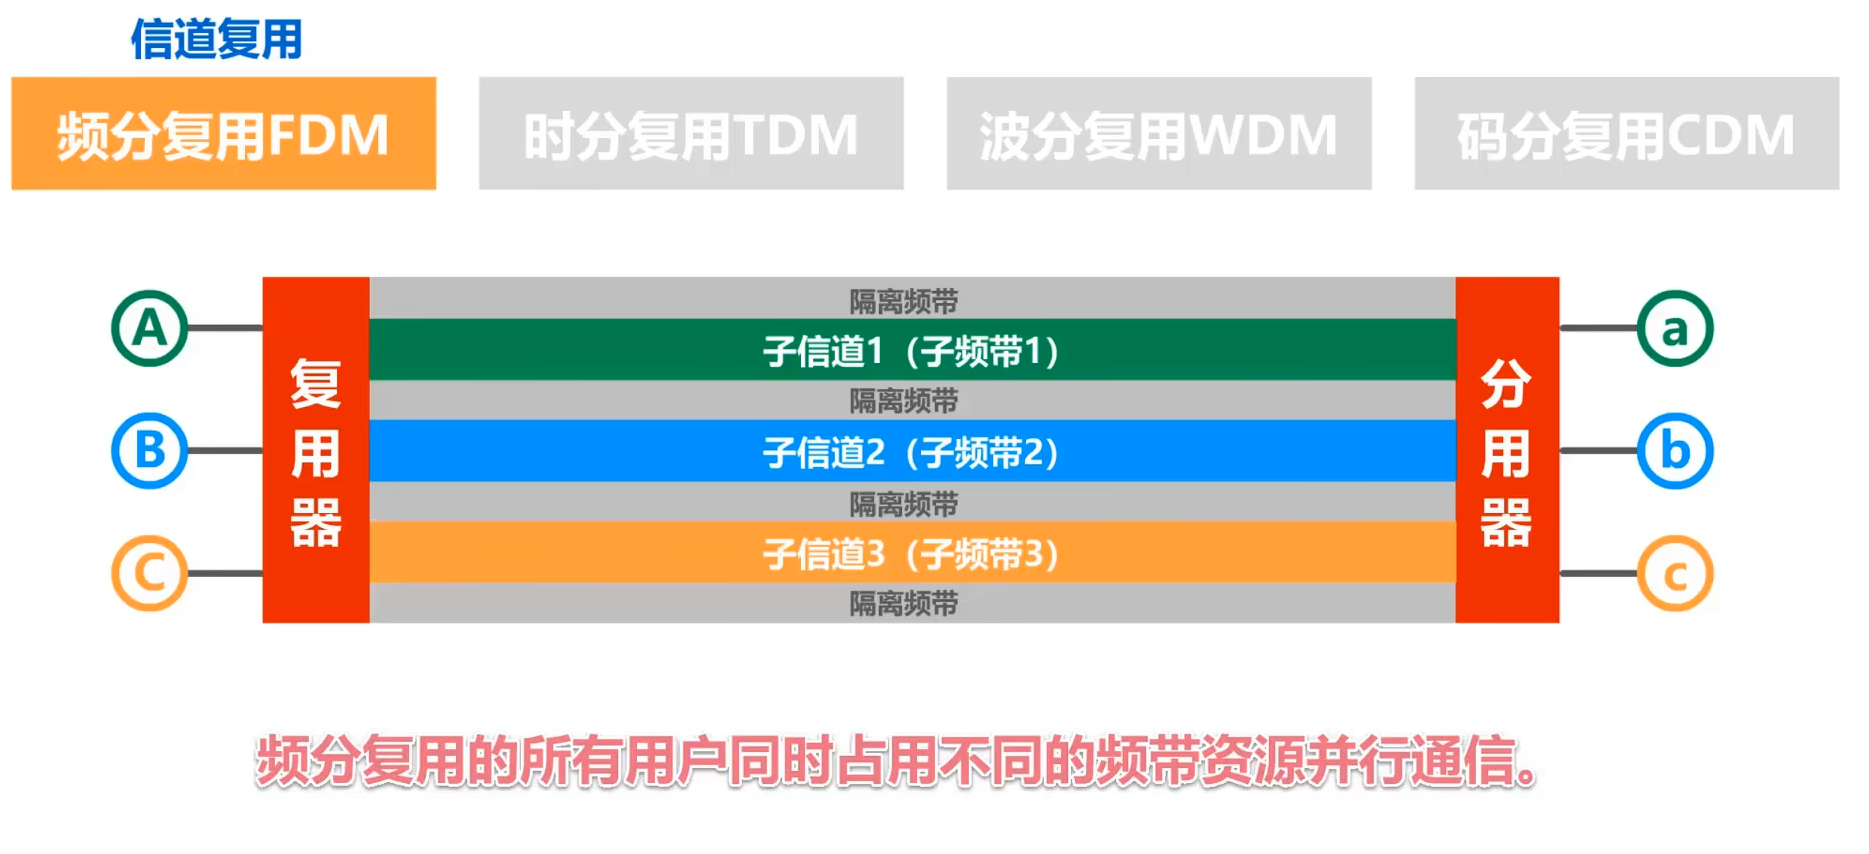 信道复用
频分复用FDM
时分复用TDM
波分复用WDM
码分复用CDM
A
B
C
复用器
隔离频带
子信道1（子频带1）
隔离频带
子信道2（子频带2）
隔离频带
子信道3（子频带3）
隔离频带
分用器
a
b
c
频分复用的所有用户同时占用不同的频带资源并行通信。